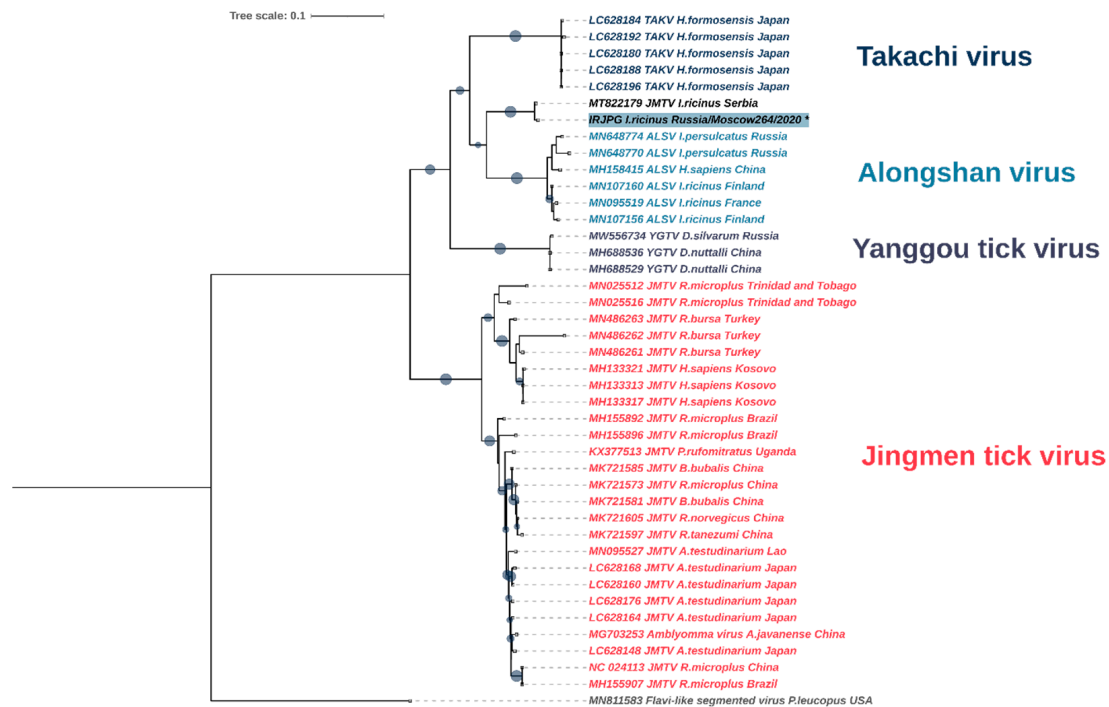 Tree scale: 0.1
LC628184 TAKV H.formosensis Japan
LC628192 TAKV H.formosensis Japan
LC628180 TAKV H.formosensis Japan
LC628188 TAKV H.formosensis Japan
LC628196 TAKV H.formosensis Japan
Takachi virus
MT822179 JMTV I.ricinus Serbia
IRJPG I.ricinus Russia/Moscow264/2020 *
MN648774 ALSV I.persulcatus Russia
MN648770 ALSV I.persulcatus Russia
MH158415 ALSV H.sapiens China
MN107160 ALSV I.ricinus Finland
MN095519 ALSV I.ricinus France
MN107156 ALSV I.ricinus Finland
Alongshan virus
MW556734 YGTV D.silvarum Russia
MH688536 YGTV D.nuttalli China
MH688529 YGTV D.nuttalli China
Yanggou tick virus
MN025512 JMTV R.microplus Trinidad and Tobago
MN025516 JMTV R.microplus Trinidad and Tobago
MN486263 JMTV R.bursa Turkey
MN486262 JMTV R.bursa Turkey
MN486261 JMTV R.bursa Turkey
MH133321 JMTV H.sapiens Kosovo
MH133313 JMTV H.sapiens Kosovo
MH133317 JMTV H.sapiens Kosovo
MH155892 JMTV R.microplus Brazil
MH155896 JMTV R.microplus Brazil
KX377513 JMTV P.rufomitratus Uganda
MK721585 JMTV B.bubalis China
MK721573 JMTV R.microplus China
MK721581 JMTV B.bubalis China
MK721605 JMTV R.norvegicus China
MK721597 JMTV R.tanezumi China
MN095527 JMTV A.testudinarium Lao
LC628168 JMTV A.testudinarium Japan
LC628160 JMTV A.testudinarium Japan
LC628176 JMTV A.testudinarium Japan
LC628164 JMTV A.testudinarium Japan
MG703253 Amblyomma virus A.javanense China
LC628148 JMTV A.testudinarium Japan
NC 024113 JMTV R.microplus China
MH155907 JMTV R.microplus Brazil
Jingmen tick virus
MN811583 Flavi-like segmented virus P.leucopus USA